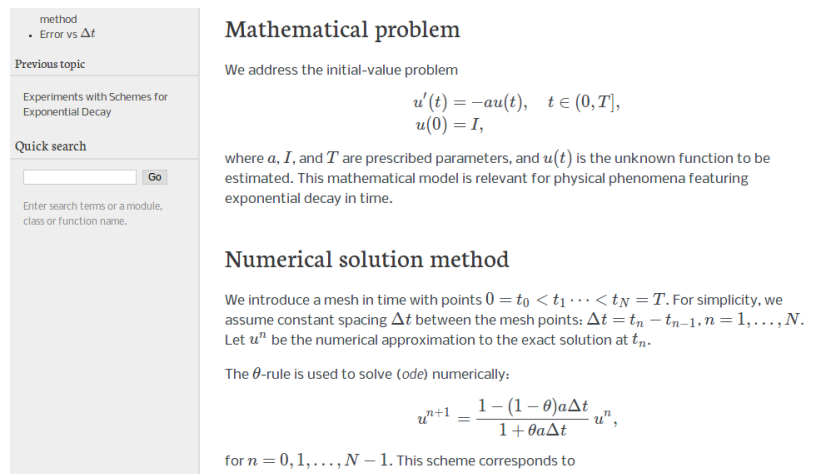 method
• Error vs Δt
Previous topic
Experiments with Schemes for
Exponential Decay
Quick search
Go
Enter search terms or a module,
class or function name.
Mathematical problem
We address the initial-value problem
u′(t) = −au(t), t ∈ (0, T],
u(0) = I,
where a, I, and T are prescribed parameters, and u(t) is the unknown function to be
estimated. This mathematical model is relevant for physical phenomena featuring
exponential decay in time.
Numerical solution method
We introduce a mesh in time with points 0 = t₀ < t₁ ⋯ < t_N = T. For simplicity, we
assume constant spacing Δt between the mesh points: Δt = tₙ − tₙ₋₁, n = 1, …, N.
Let uⁿ be the numerical approximation to the exact solution at tₙ.
The θ-rule is used to solve (ode) numerically:
uⁿ⁺¹ = (1 − (1 − θ)aΔt)/(1 + θaΔt) uⁿ,
for n = 0, 1, …, N − 1. This scheme corresponds to